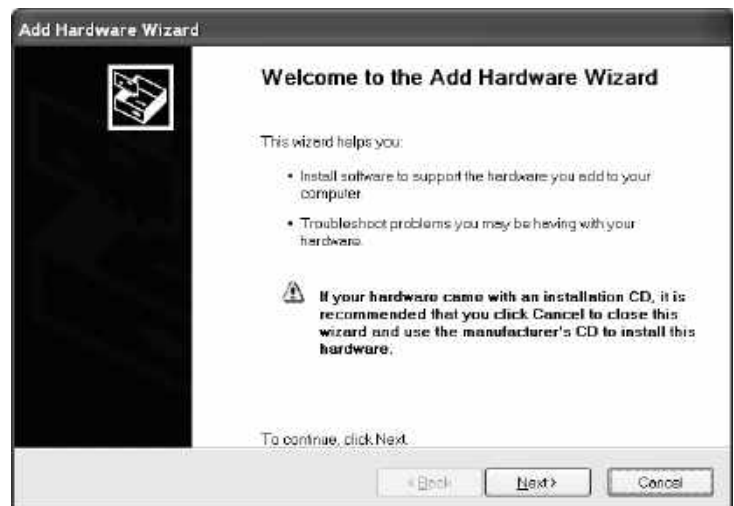 Add Hardware Wizard
Welcome to the Add Hardware Wizard
This wizard helps you:
• Install software to support the hardware you add to your
computer.
• Troubleshoot problems you may be having with your
hardware.
If your hardware came with an installation CD, it is
recommended that you click Cancel to close this
wizard and use the manufacturer's CD to install this
hardware.
To continue, click Next.
< Back Next > Cancel